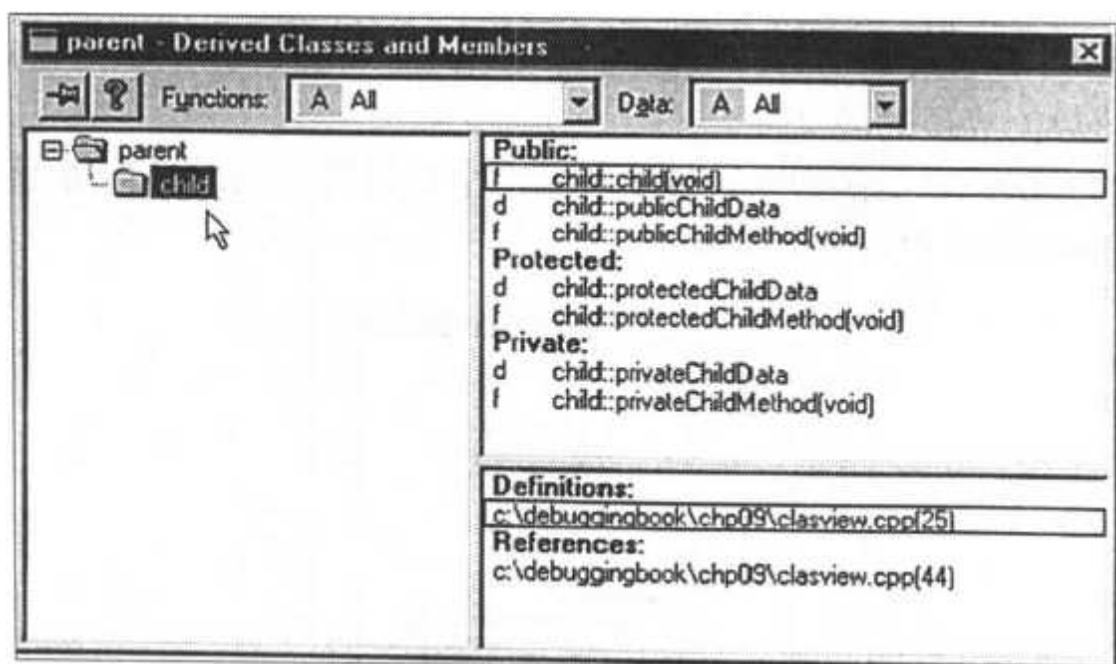 parent - Derived Classes and Members
Functions: A All Data: A All
parent
child
Public:
f child::child(void)
d child::publicChildData
f child::publicChildMethod(void)
Protected:
d child::protectedChildData
f child::protectedChildMethod(void)
Private:
d child::privateChildData
f child::privateChildMethod(void)
Definitions:
c:\debuggingbook\chp09\clasview.cpp(25)
References:
c:\debuggingbook\chp09\clasview.cpp(44)